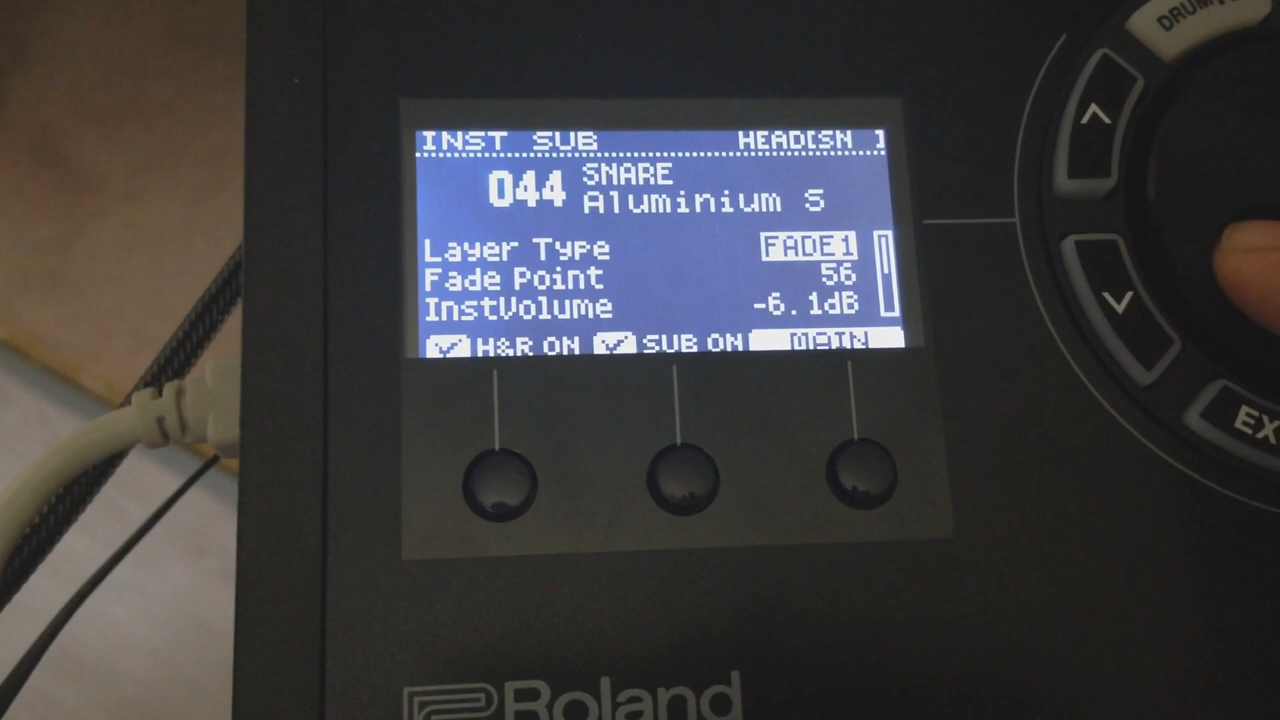 INST SUB HEAD[SN ]
044 SNARE
Aluminium S
Layer Type FADE1
Fade Point 56
InstVolume -6.1dB
H&R ON SUB ON MAIN
Roland